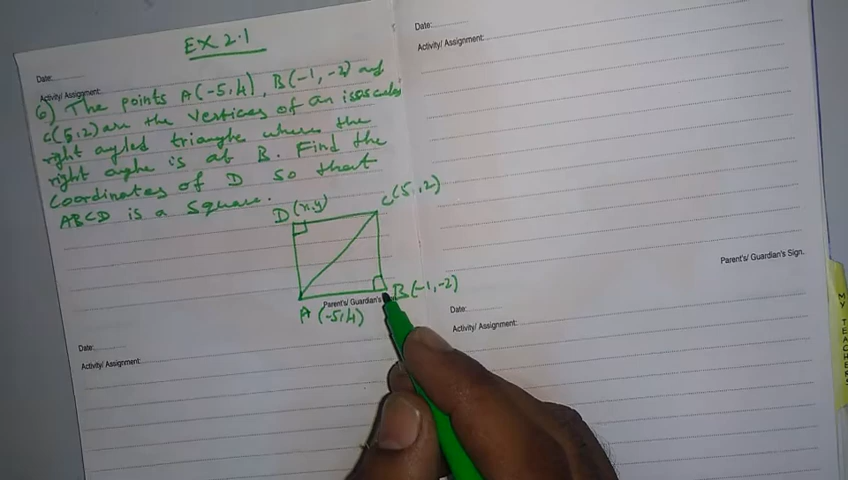 EX 2.1
Date:
Activity/ Assignment:
6) The points A(-5,4), B(-1,-2) and
C(5,2) are the vertices of an isosceles
right angled triangle where the
right angle is at B. Find the
coordinates of D so that
ABCD is a square.
D (x,y)
C(5,2)
B(-1,-2)
A (-5,4)
Parent's/ Guardian's
Date:
Activity/ Assignment:
Date:
Activity/ Assignment:
Parent's/ Guardian's Sign.
Date:
Activity/ Assignment:
MY TEACHERS